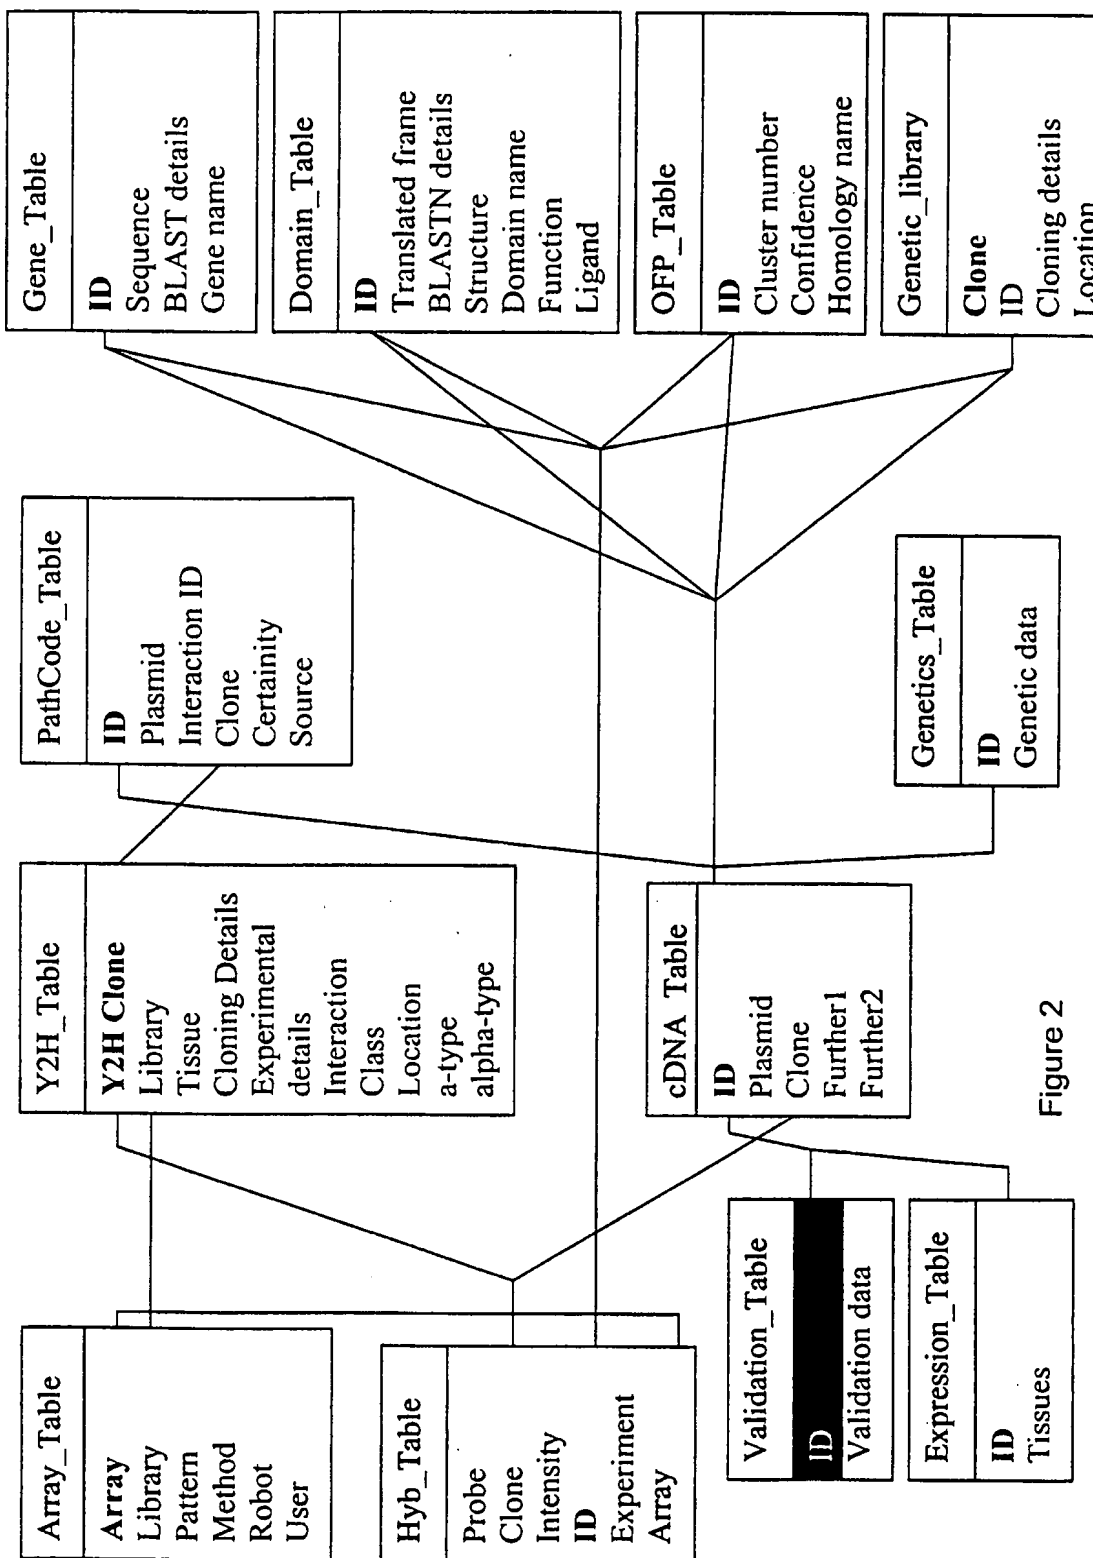 Array_Table
Array
Library
Pattern
Method
Robot
User
Y2H_Table
Y2H Clone
Library
Tissue
Cloning Details
Experimental
details
Interaction
Class
Location
a-type
alpha-type
PathCode_Table
ID
Plasmid
Interaction ID
Clone
Certainity
Source
Gene_Table
ID
Sequence
BLAST details
Gene name
Domain_Table
ID
Translated frame
BLASTN details
Structure
Domain name
Function
Ligand
Hyb_Table
Probe
Clone
Intensity
ID
Experiment
Array
OFP_Table
ID
Cluster number
Confidence
Homology name
cDNA_Table
ID
Plasmid
Clone
Further1
Further2
Validation_Table
ID
Validation data
Genetic_library
Clone
ID
Cloning details
Location
Genetics_Table
ID
Genetic data
Expression_Table
ID
Tissues
Figure 2